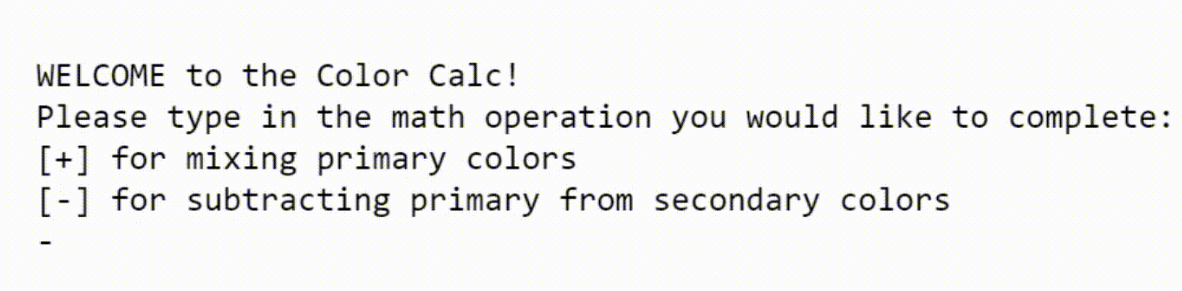 WELCOME to the Color Calc!
Please type in the math operation you would like to complete:
[+] for mixing primary colors
[-] for subtracting primary from secondary colors
-